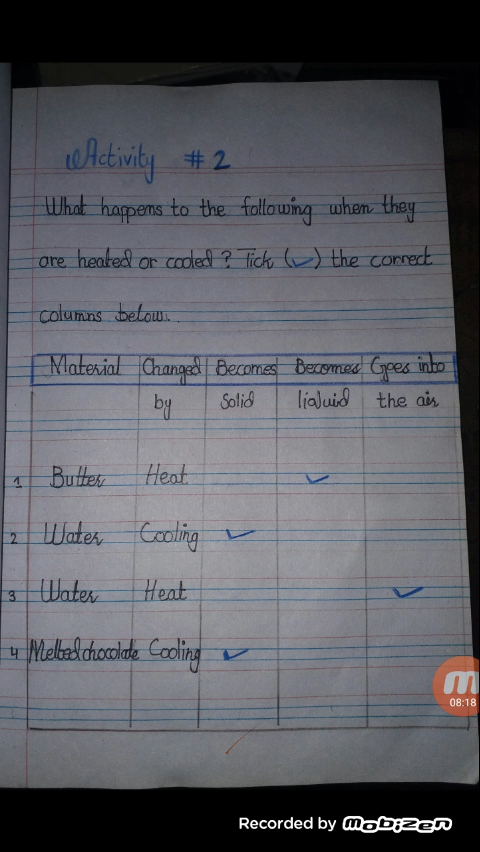 Activity # 2
What happens to the following when they
are heated or cooled? Tick (✓) the correct
columns below.
Material Changed Becomes Becomes Goes into
by Solid liquid the air
1 Butter Heat ✓
2 Water Cooling ✓
3 Water Heat ✓
4 Melted chocolate Cooling ✓
M
08:18
Recorded by mobizen